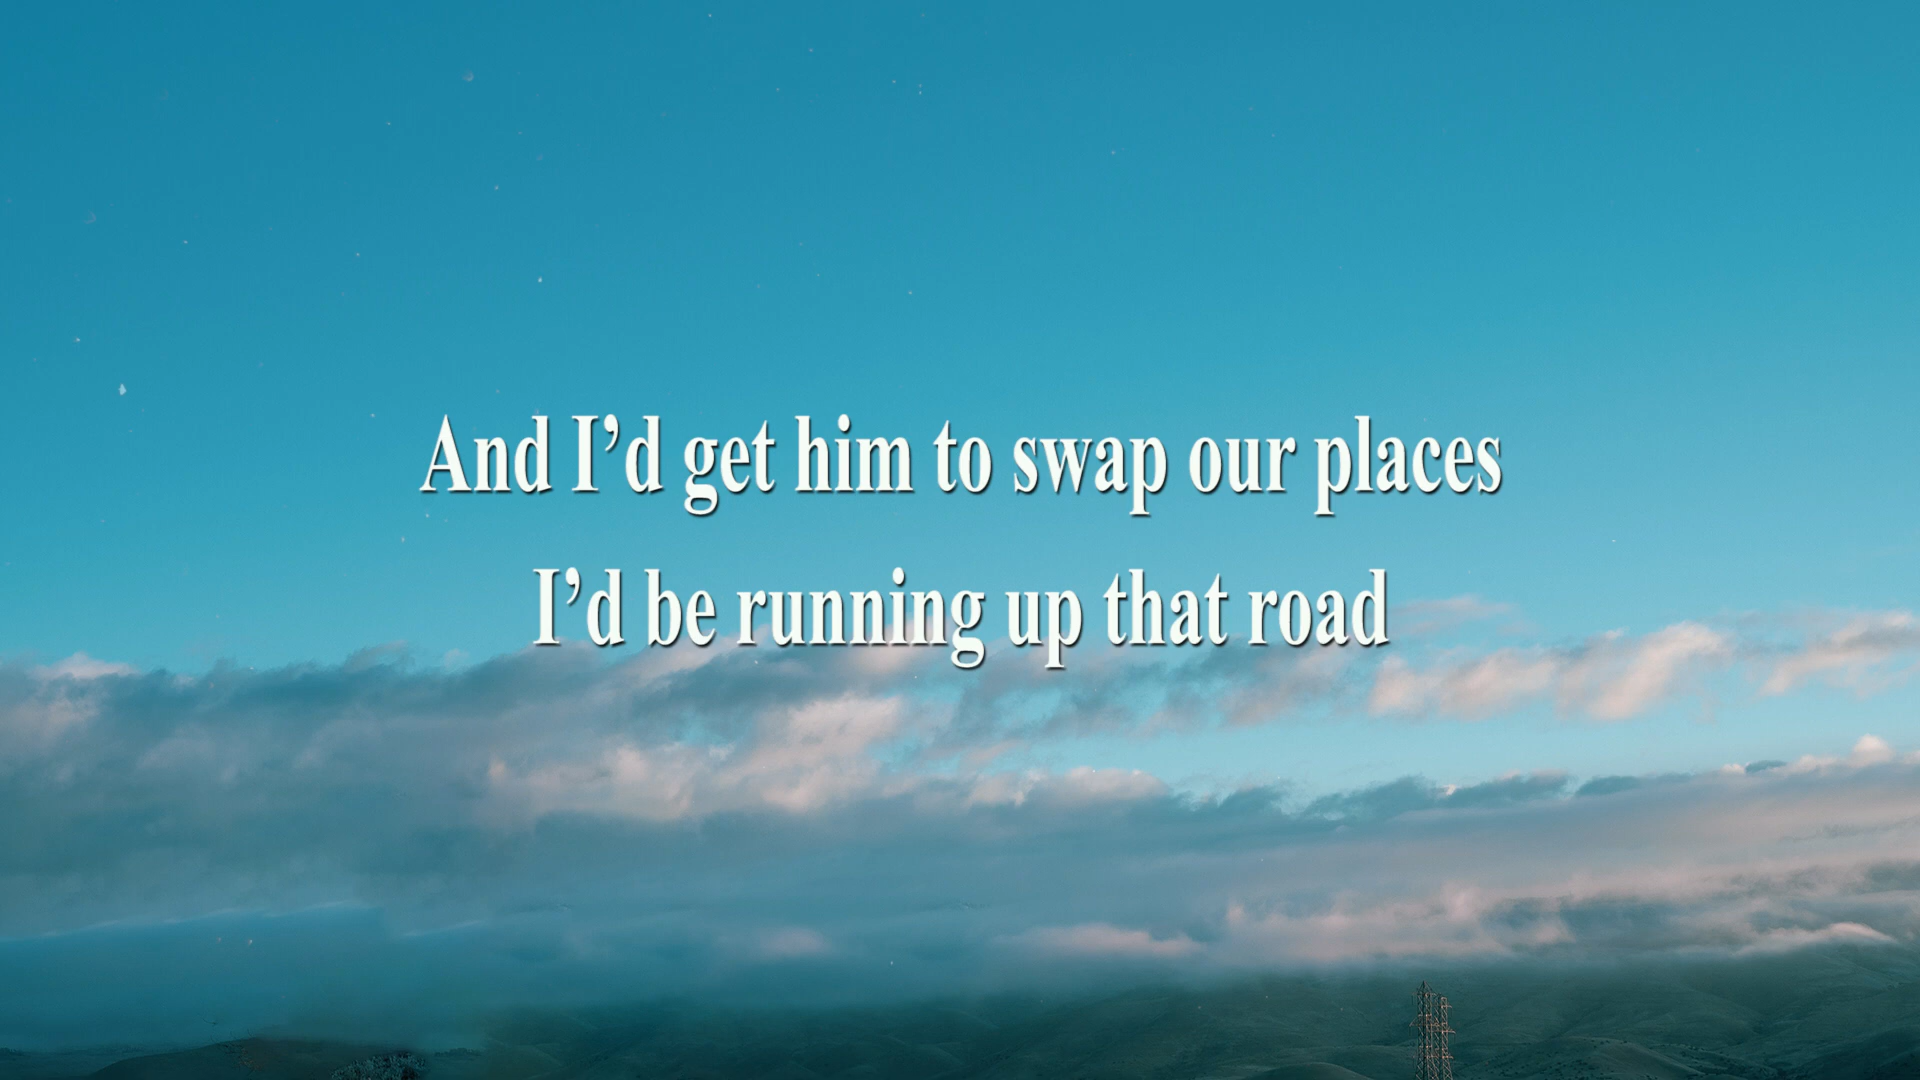 And I’d get him to swap our places
I’d be running up that road